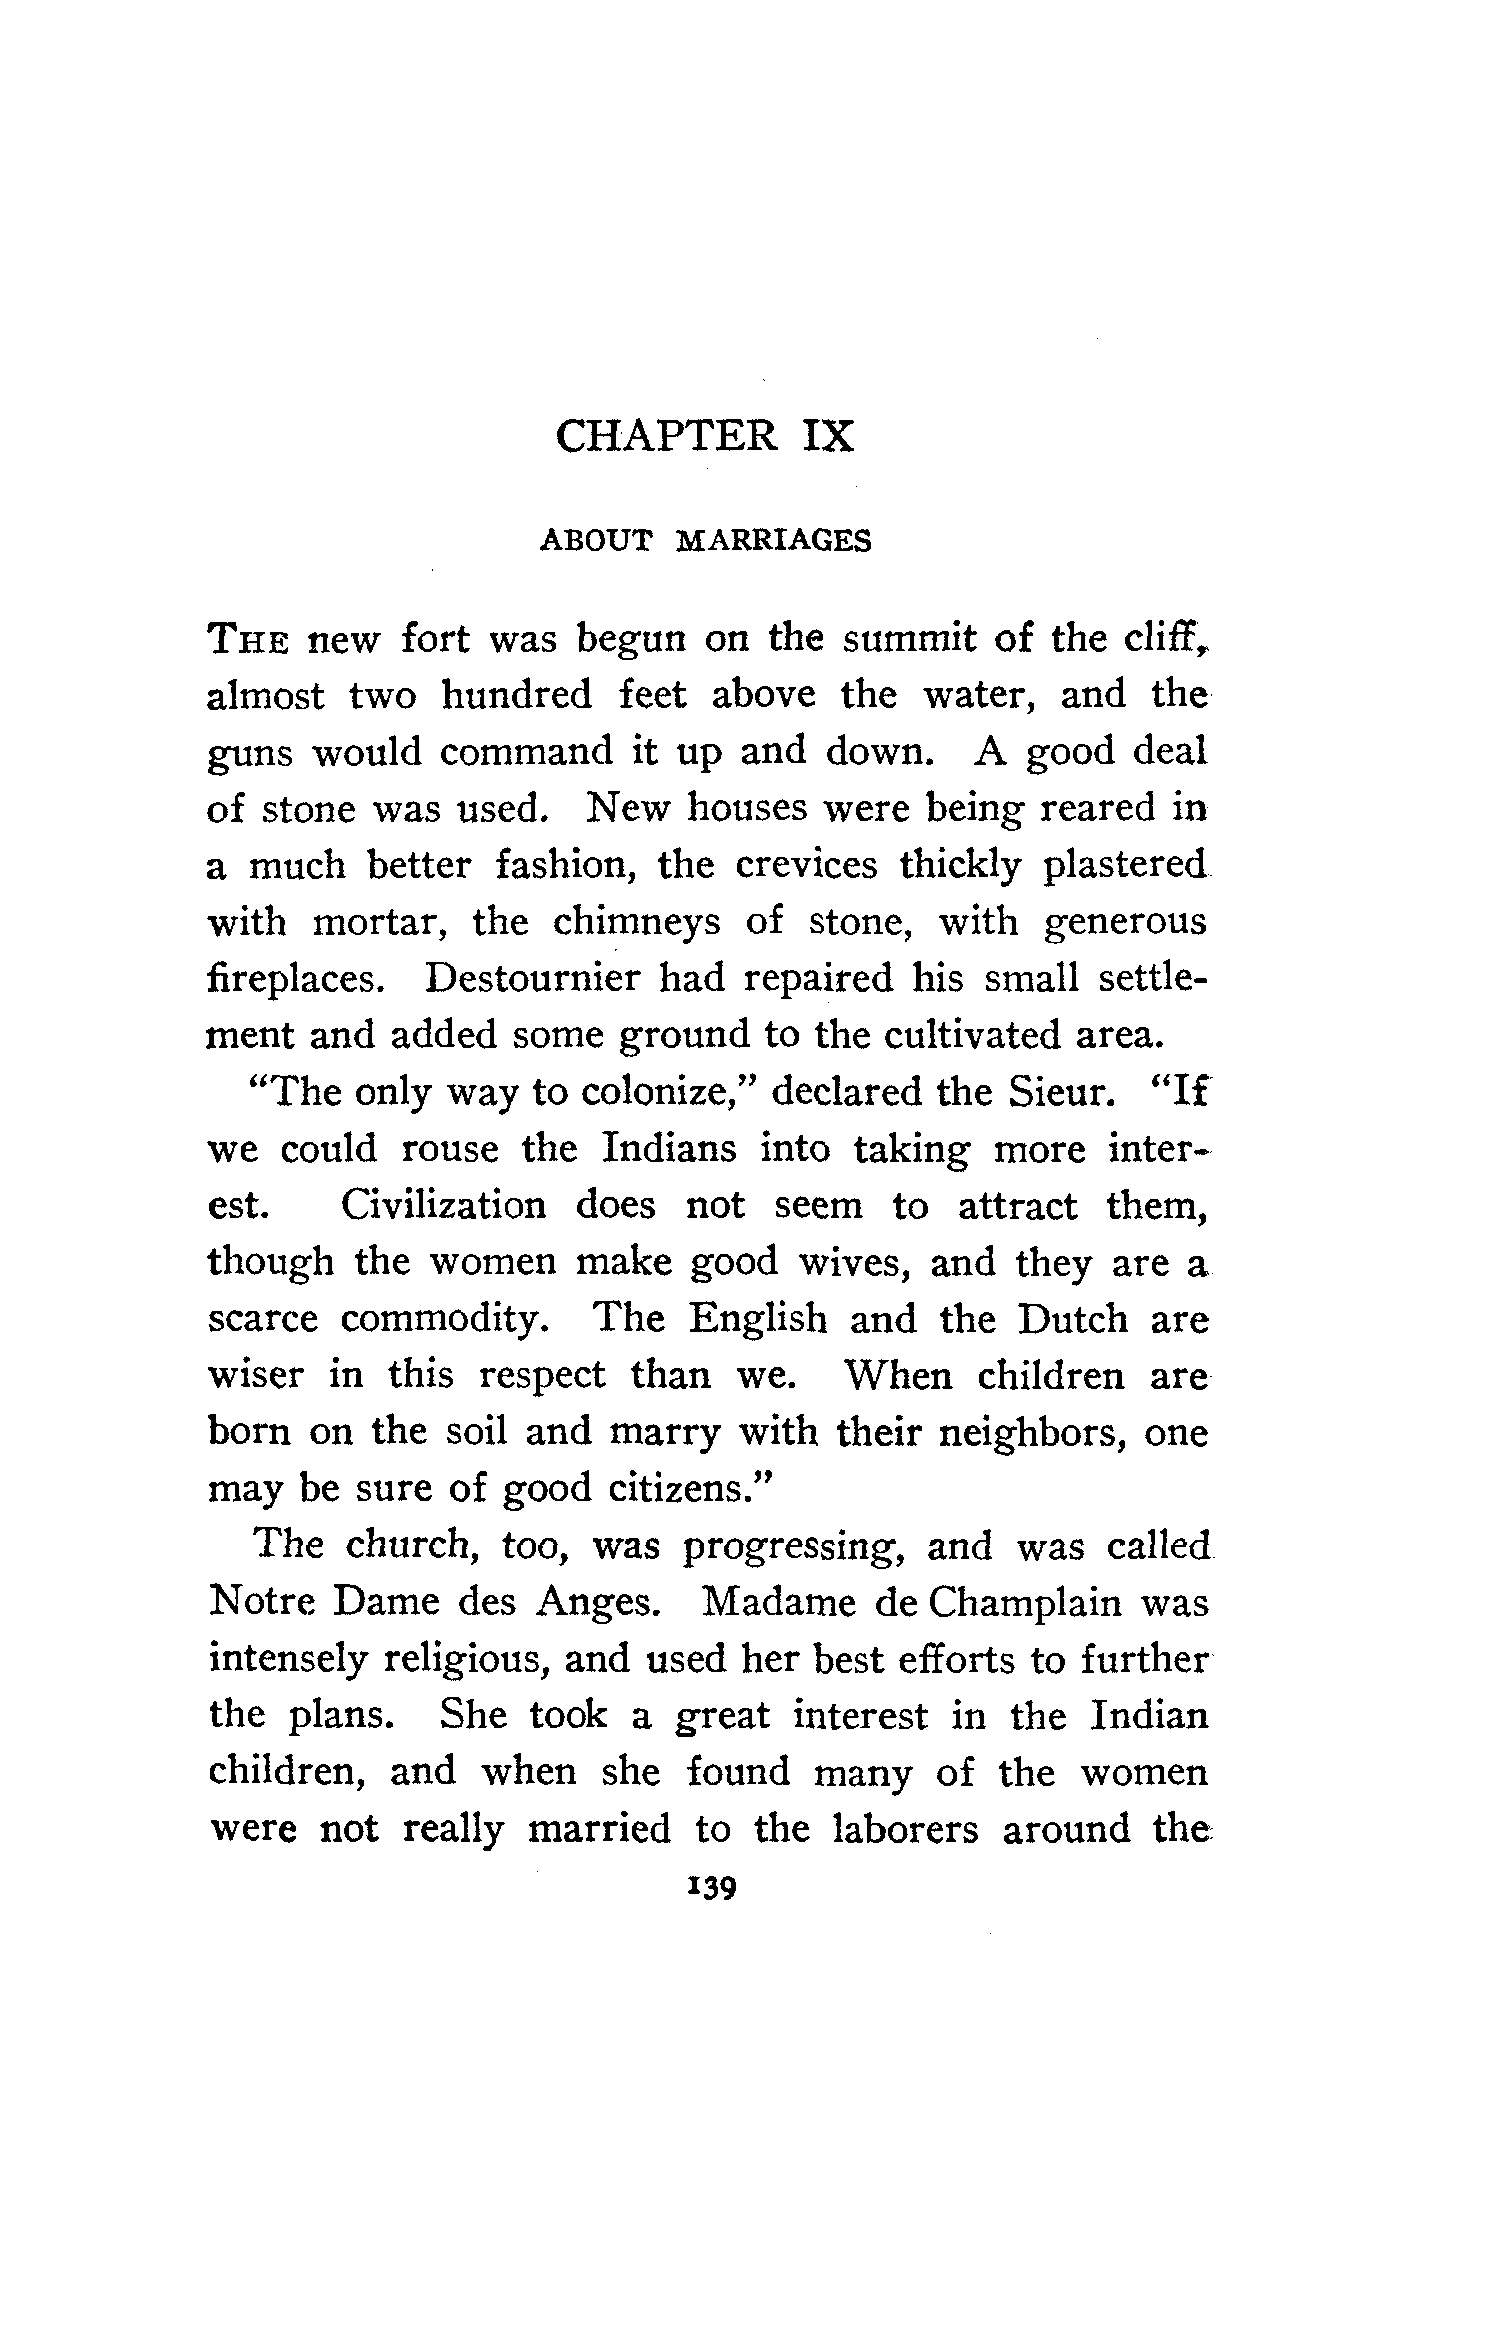 CHAPTER IX
ABOUT MARRIAGES
THE new fort was begun on the summit of the cliff,
almost two hundred feet above the water, and the
guns would command it up and down. A good deal
of stone was used. New houses were being reared in
a much better fashion, the crevices thickly plastered
with mortar, the chimneys of stone, with generous
fireplaces. Destournier had repaired his small settle-
ment and added some ground to the cultivated area.
"The only way to colonize," declared the Sieur. "If
we could rouse the Indians into taking more inter-
est. Civilization does not seem to attract them,
though the women make good wives, and they are a
scarce commodity. The English and the Dutch are
wiser in this respect than we. When children are
born on the soil and marry with their neighbors, one
may be sure of good citizens."
The church, too, was progressing, and was called
Notre Dame des Anges. Madame de Champlain was
intensely religious, and used her best efforts to further
the plans. She took a great interest in the Indian
children, and when she found many of the women
were not really married to the laborers around the
139